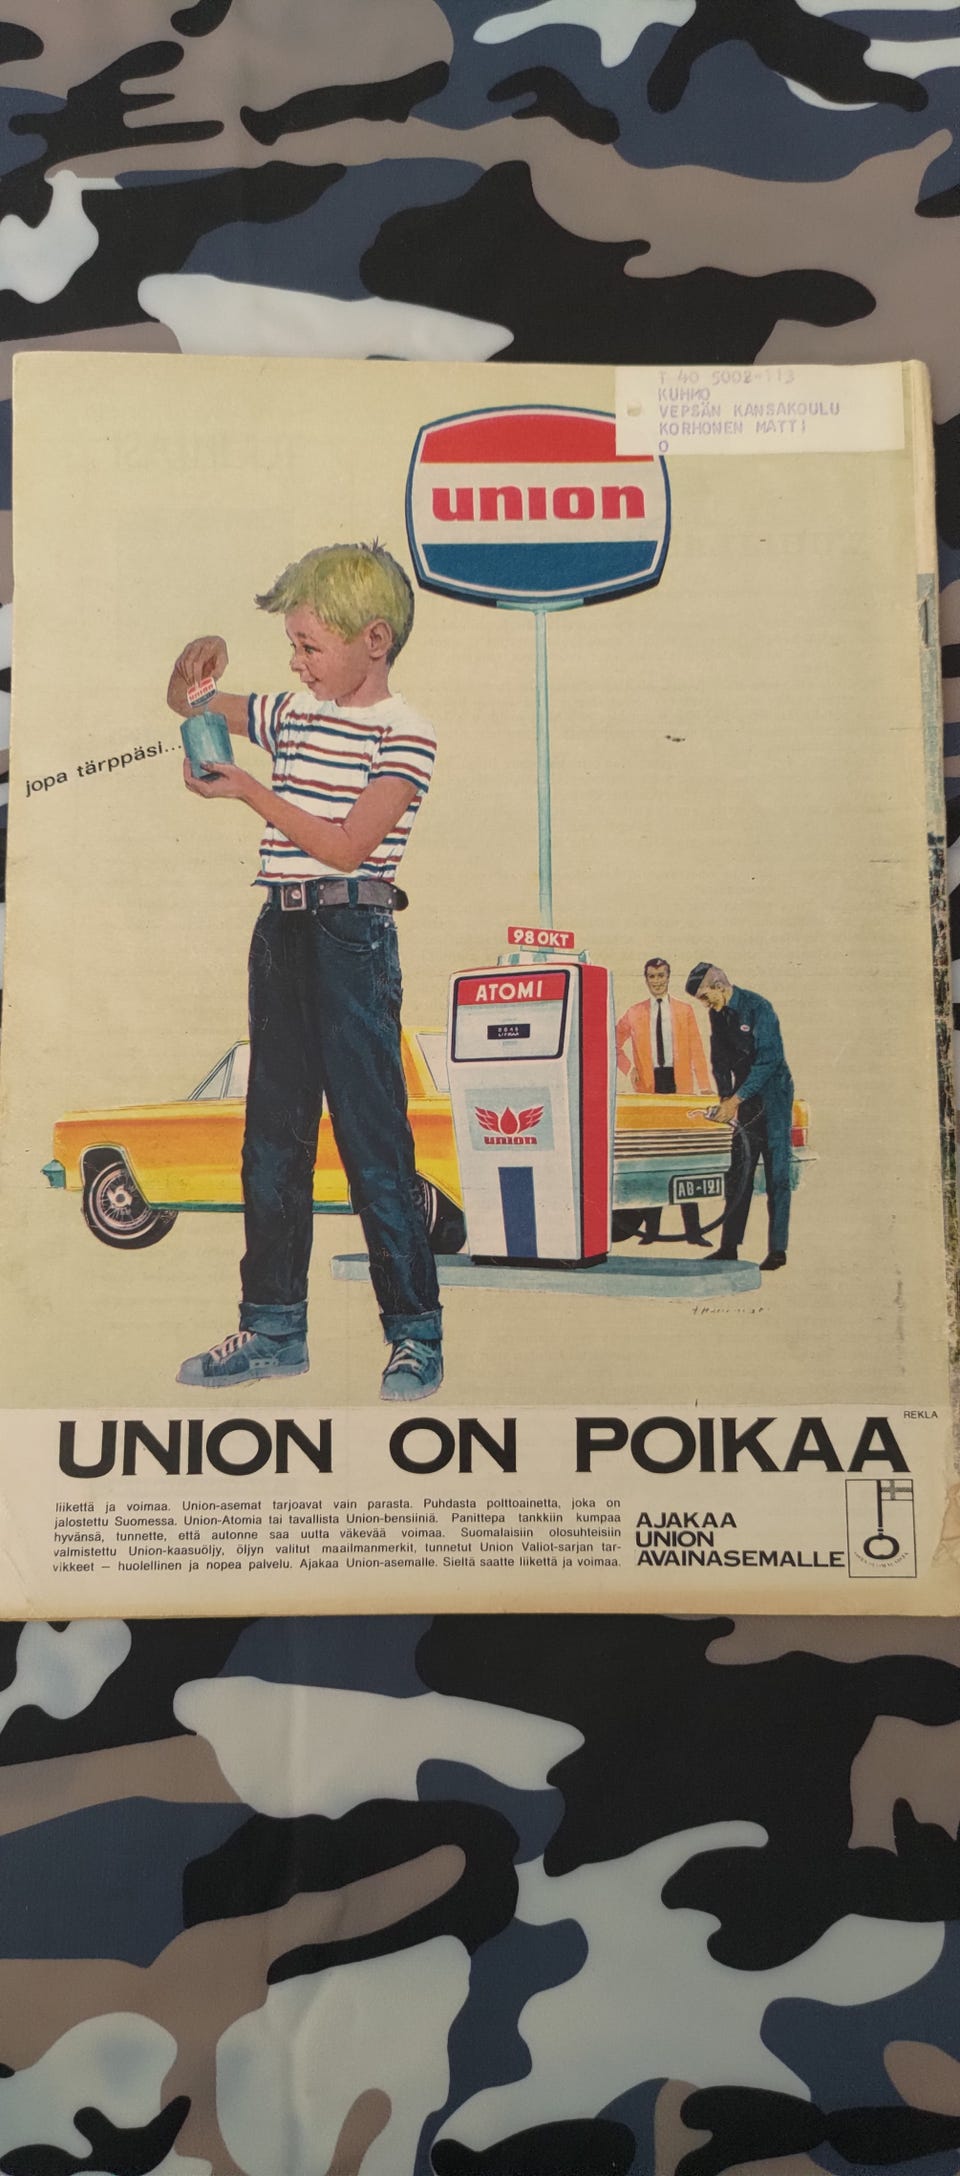 T 40 5002-113
KUHMO
VEPSÄN KANSAKOULU
KORHONEN MATTI
0
union
union
jopa tärppäsi...
98 OKT
ATOMI
union
AB-191
UNION ON POIKAA
REKLA
liikettä ja voimaa. Union-asemat tarjoavat vain parasta. Puhdasta polttoainetta, joka on
jalostettu Suomessa. Union-Atomia tai tavallista Union-bensiiniä. Panittepa tankkiin kumpaa
hyvänsä, tunnette, että autonne saa uutta väkevää voimaa. Suomalaisiin olosuhteisiin
valmistettu Union-kaasuöljy, öljyn valitut maailmanmerkit, tunnetut Union Valiot-sarjan tar-
vikkeet — huolellinen ja nopea palvelu. Ajakaa Union-asemalle. Sieltä saatte liikettä ja voimaa.
AJAKAA
UNION
AVAINASEMALLE